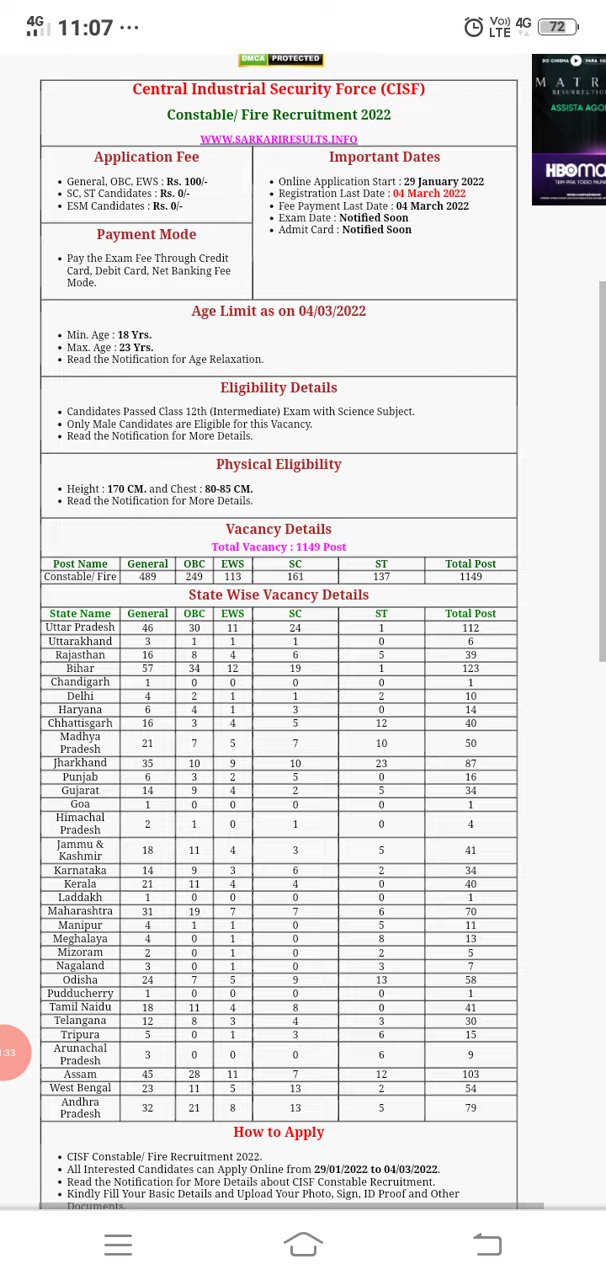 4G 11:07 ... Vo)) LTE 4G 72
DMCA PROTECTED
Central Industrial Security Force (CISF)
Constable/ Fire Recruitment 2022
WWW.SARKARIRESULTS.INFO
Application Fee
General, OBC, EWS : Rs. 100/-
SC, ST Candidates : Rs. 0/-
ESM Candidates : Rs. 0/-
Payment Mode
Pay the Exam Fee Through Credit
Card, Debit Card, Net Banking Fee
Mode.
Important Dates
Online Application Start : 29 January 2022
Registration Last Date : 04 March 2022
Fee Payment Last Date : 04 March 2022
Exam Date : Notified Soon
Admit Card : Notified Soon
DO CINEMA PARA SU
MATR
RESURRECTIO
ASSISTA AGO
HBOma
TEM PRA TODO MUN
Age Limit as on 04/03/2022
Min. Age : 18 Yrs.
Max. Age : 23 Yrs.
Read the Notification for Age Relaxation.
Eligibility Details
Candidates Passed Class 12th (Intermediate) Exam with Science Subject.
Only Male Candidates are Eligible for this Vacancy.
Read the Notification for More Details.
Physical Eligibility
Height : 170 CM. and Chest : 80-85 CM.
Read the Notification for More Details.
Vacancy Details
Total Vacancy : 1149 Post
Post Name General OBC EWS SC ST Total Post
Constable/ Fire 489 249 113 161 137 1149
State Wise Vacancy Details
State Name General OBC EWS SC ST Total Post
Uttar Pradesh 46 30 11 24 1 112
Uttarakhand 3 1 1 1 0 6
Rajasthan 16 8 4 6 5 39
Bihar 57 34 12 19 1 123
Chandigarh 1 0 0 0 0 1
Delhi 4 2 1 1 2 10
Haryana 6 4 1 3 0 14
Chhattisgarh 16 3 4 5 12 40
Madhya
Pradesh 21 7 5 7 10 50
Jharkhand 35 10 9 10 23 87
Punjab 6 3 2 5 0 16
Gujarat 14 9 4 2 5 34
Goa 1 0 0 0 0 1
Himachal
Pradesh 2 1 0 1 0 4
Jammu &
Kashmir 18 11 4 3 5 41
Karnataka 14 9 3 6 2 34
Kerala 21 11 4 4 0 40
Laddakh 1 0 0 0 0 1
Maharashtra 31 19 7 7 6 70
Manipur 4 1 1 0 5 11
Meghalaya 4 0 1 0 8 13
Mizoram 2 0 1 0 2 5
Nagaland 3 0 1 0 3 7
Odisha 24 7 5 9 13 58
Pudducherry 1 0 0 0 0 1
Tamil Naidu 18 11 4 8 0 41
Telangana 12 8 3 4 3 30
Tripura 5 0 1 3 6 15
Arunachal
Pradesh 3 0 0 0 6 9
Assam 45 28 11 7 12 103
West Bengal 23 11 5 13 2 54
Andhra
Pradesh 32 21 8 13 5 79
:33
How to Apply
CISF Constable/ Fire Recruitment 2022.
All Interested Candidates can Apply Online from 29/01/2022 to 04/03/2022.
Read the Notification for More Details about CISF Constable Recruitment.
Kindly Fill Your Basic Details and Upload Your Photo, Sign, ID Proof and Other
Documents.